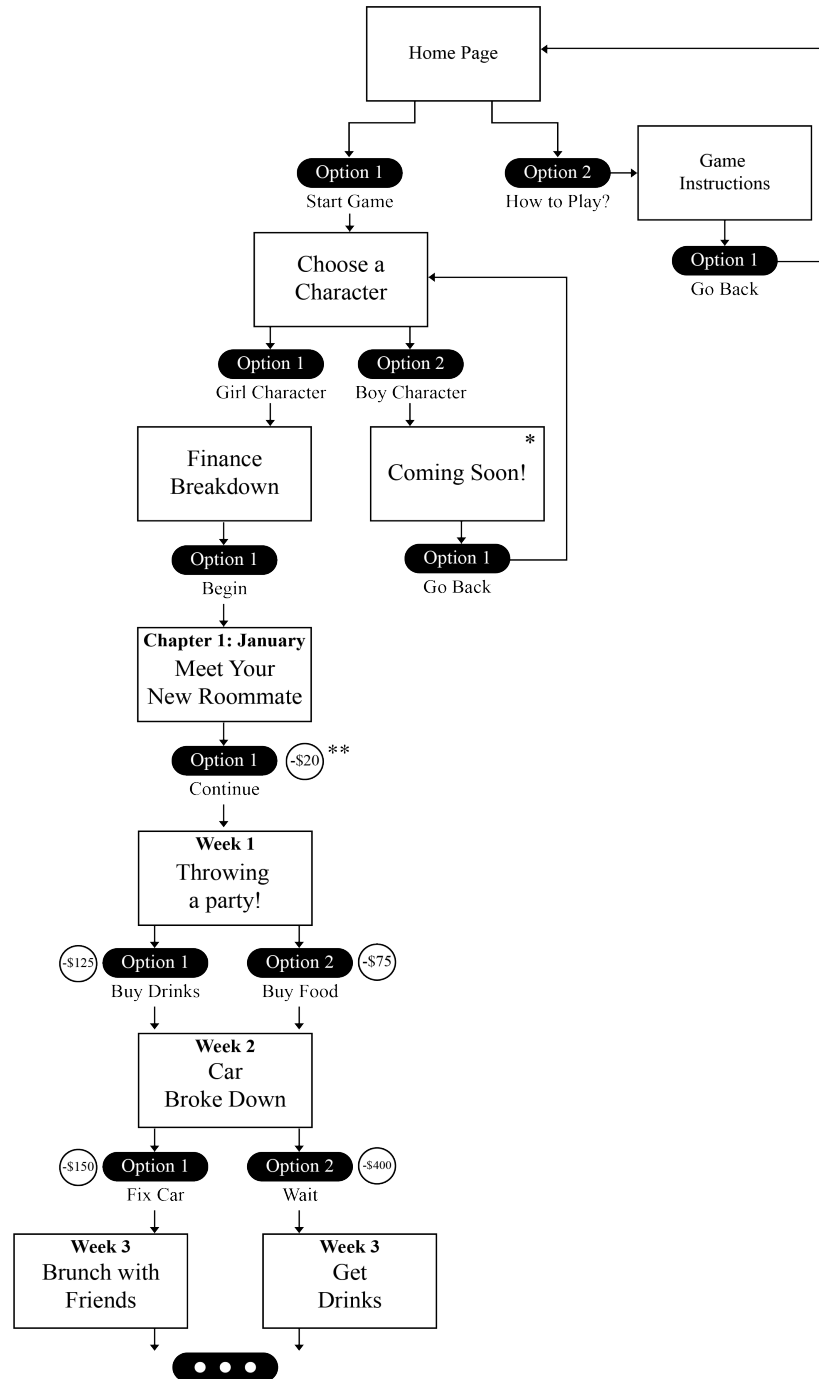 Home Page
Option 1
Start Game
Option 2
How to Play?
Game
Instructions
Option 1
Go Back
Choose a
Character
Option 1
Girl Character
Option 2
Boy Character
Finance
Breakdown
*
Coming Soon!
Option 1
Begin
Option 1
Go Back
Chapter 1: January
Meet Your
New Roommate
Option 1
-$20
**
Continue
Week 1
Throwing
a party!
-$125
Option 1
Buy Drinks
Option 2
-$75
Buy Food
Week 2
Car
Broke Down
-$150
Option 1
Fix Car
Option 2
-$400
Wait
Week 3
Brunch with
Friends
Week 3
Get
Drinks